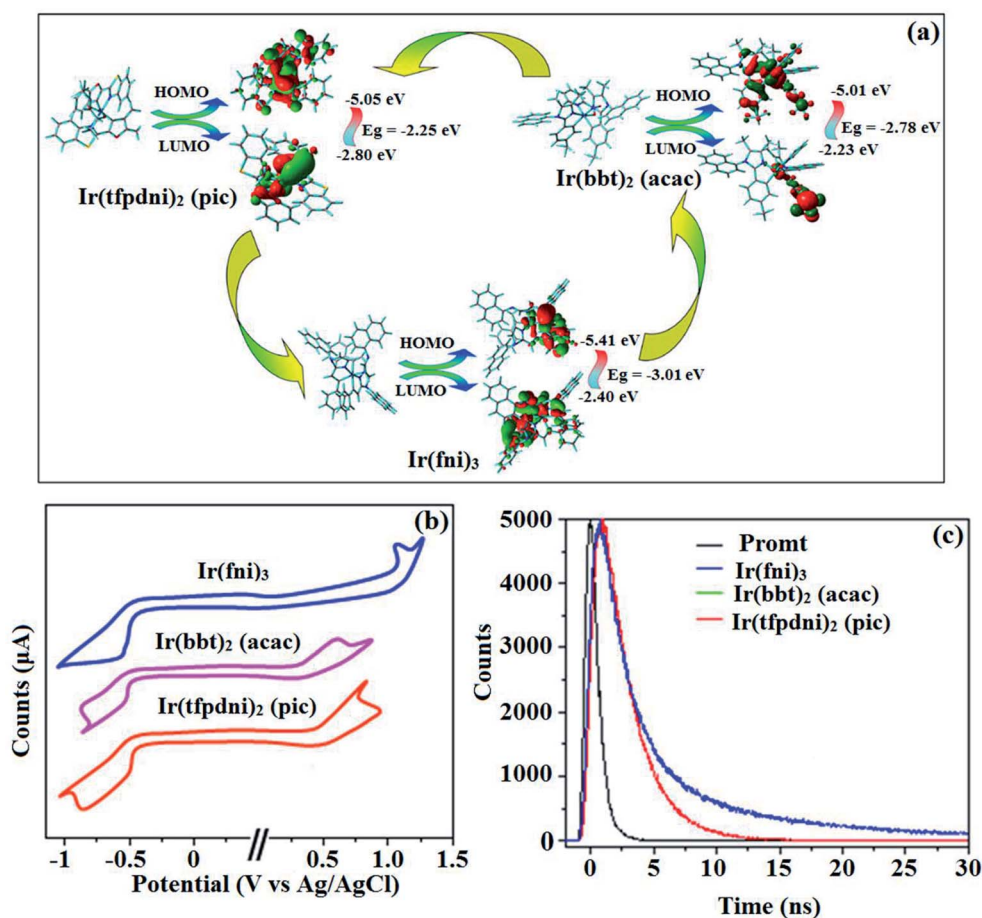 (a)
HOMO
LUMO
-5.05 eV
Eg = -2.25 eV
-2.80 eV
Ir(tfpdni)2 (pic)
HOMO
LUMO
-5.01 eV
Eg = -2.78 eV
-2.23 eV
Ir(bbt)2 (acac)
HOMO
LUMO
-5.41 eV
Eg = -3.01 eV
-2.40 eV
Ir(fni)3
(b)
Ir(fni)3
Ir(bbt)2 (acac)
Ir(tfpdni)2 (pic)
Counts (µA)
-1 -0.5 0 0.5 1.0 1.5
Potential (V vs Ag/AgCl)
(c)
Promt
Ir(fni)3
Ir(bbt)2 (acac)
Ir(tfpdni)2 (pic)
Counts
5000
4000
3000
2000
1000
0
0 5 10 15 20 25 30
Time (ns)